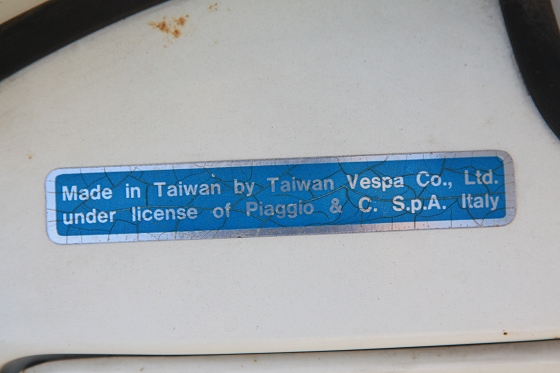 Made in Taiwan by Taiwan Vespa Co., Ltd.
under license of Piaggio & C. S.p.A. Italy